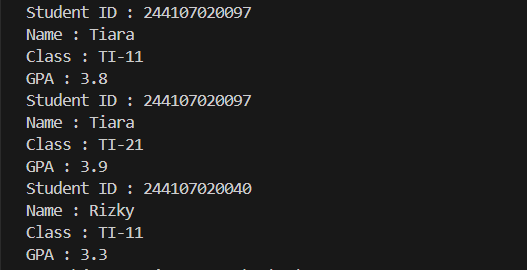 Student ID : 244107020097
Name : Tiara
Class : TI-11
GPA : 3.8
Student ID : 244107020097
Name : Tiara
Class : TI-21
GPA : 3.9
Student ID : 244107020040
Name : Rizky
Class : TI-11
GPA : 3.3